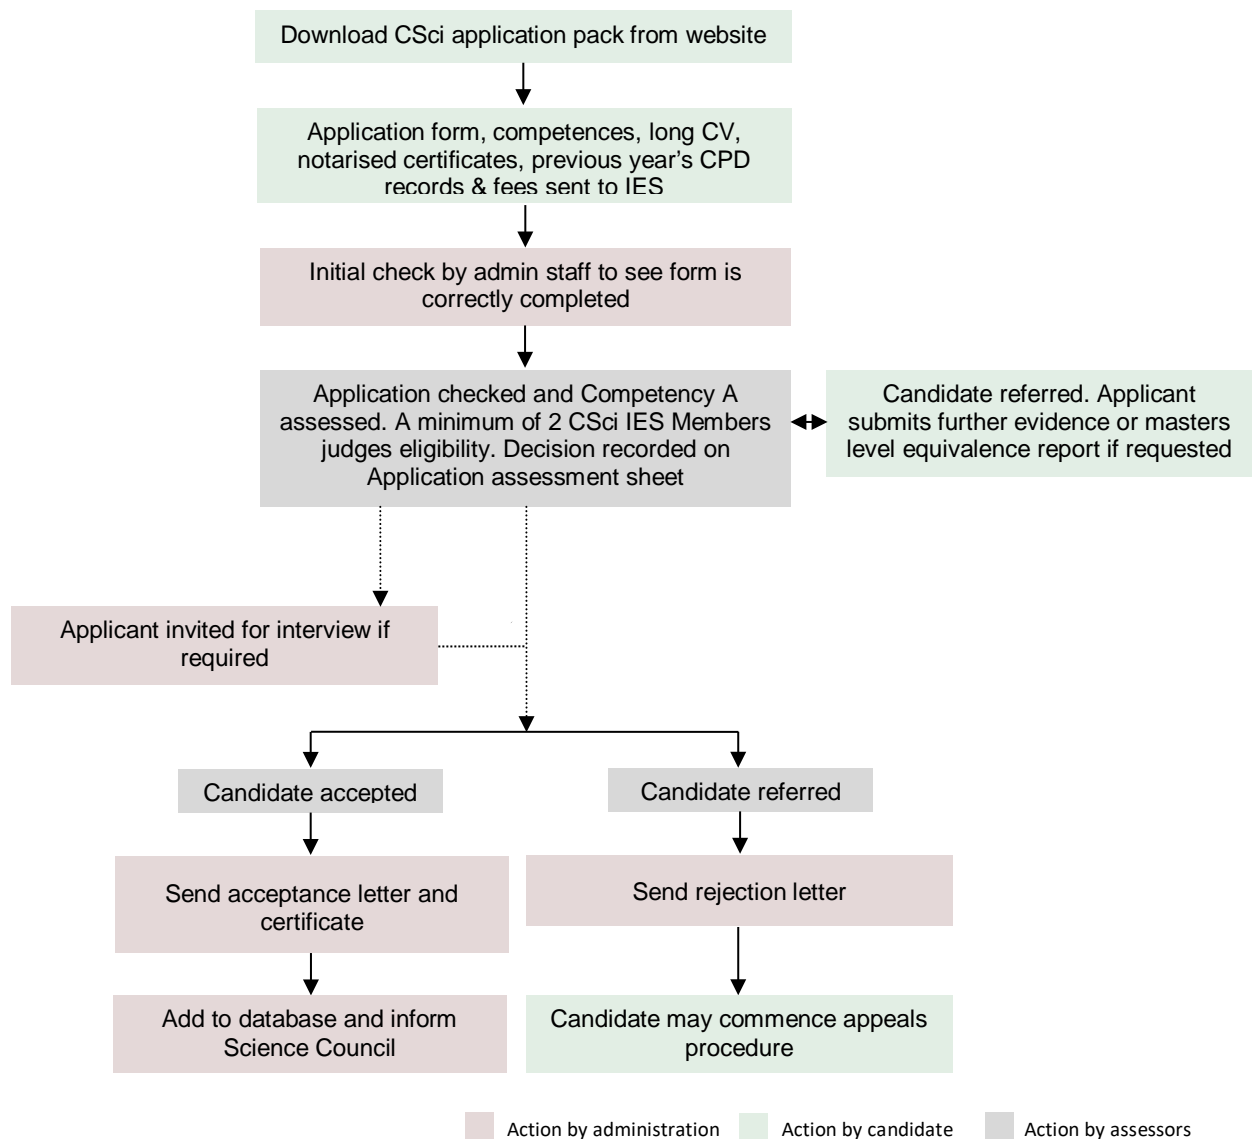 Download CSci application pack from website
Application form, competences, long CV,
notarised certificates, previous year's CPD
records & fees sent to IES
Initial check by admin staff to see form is
correctly completed
Application checked and Competency A
assessed. A minimum of 2 CSci IES Members
judges eligibility. Decision recorded on
Application assessment sheet
Candidate referred. Applicant
submits further evidence or masters
level equivalence report if requested
Applicant invited for interview if
required
Candidate accepted
Candidate referred
Send acceptance letter and
certificate
Send rejection letter
Add to database and inform
Science Council
Candidate may commence appeals
procedure
Action by administration
Action by candidate
Action by assessors